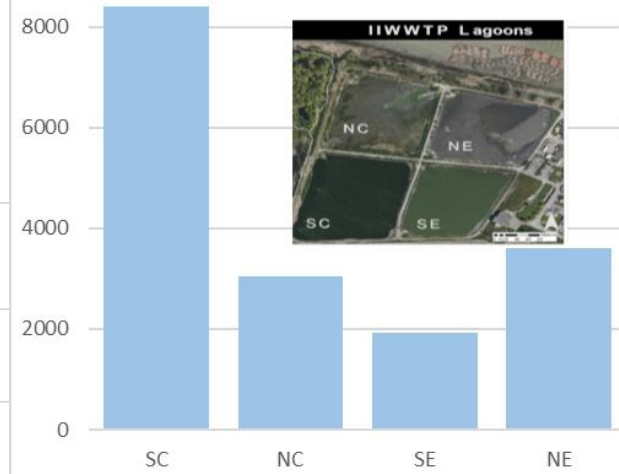 8000
6000
4000
2000
0
IIWWTP Lagoons
NC
NE
SC
SE
SC NC SE NE